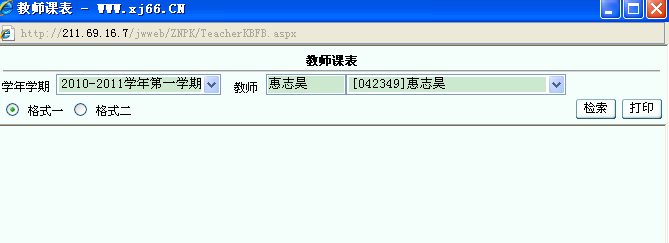 教师课表 - WWW.xj66.CN
http://211.69.16.7/jwweb/ZNPK/TeacherKBFB.aspx
教师课表
学年学期 2010-2011学年第一学期 教师 惠志昊 [042349]惠志昊
格式一 格式二 检索 打印